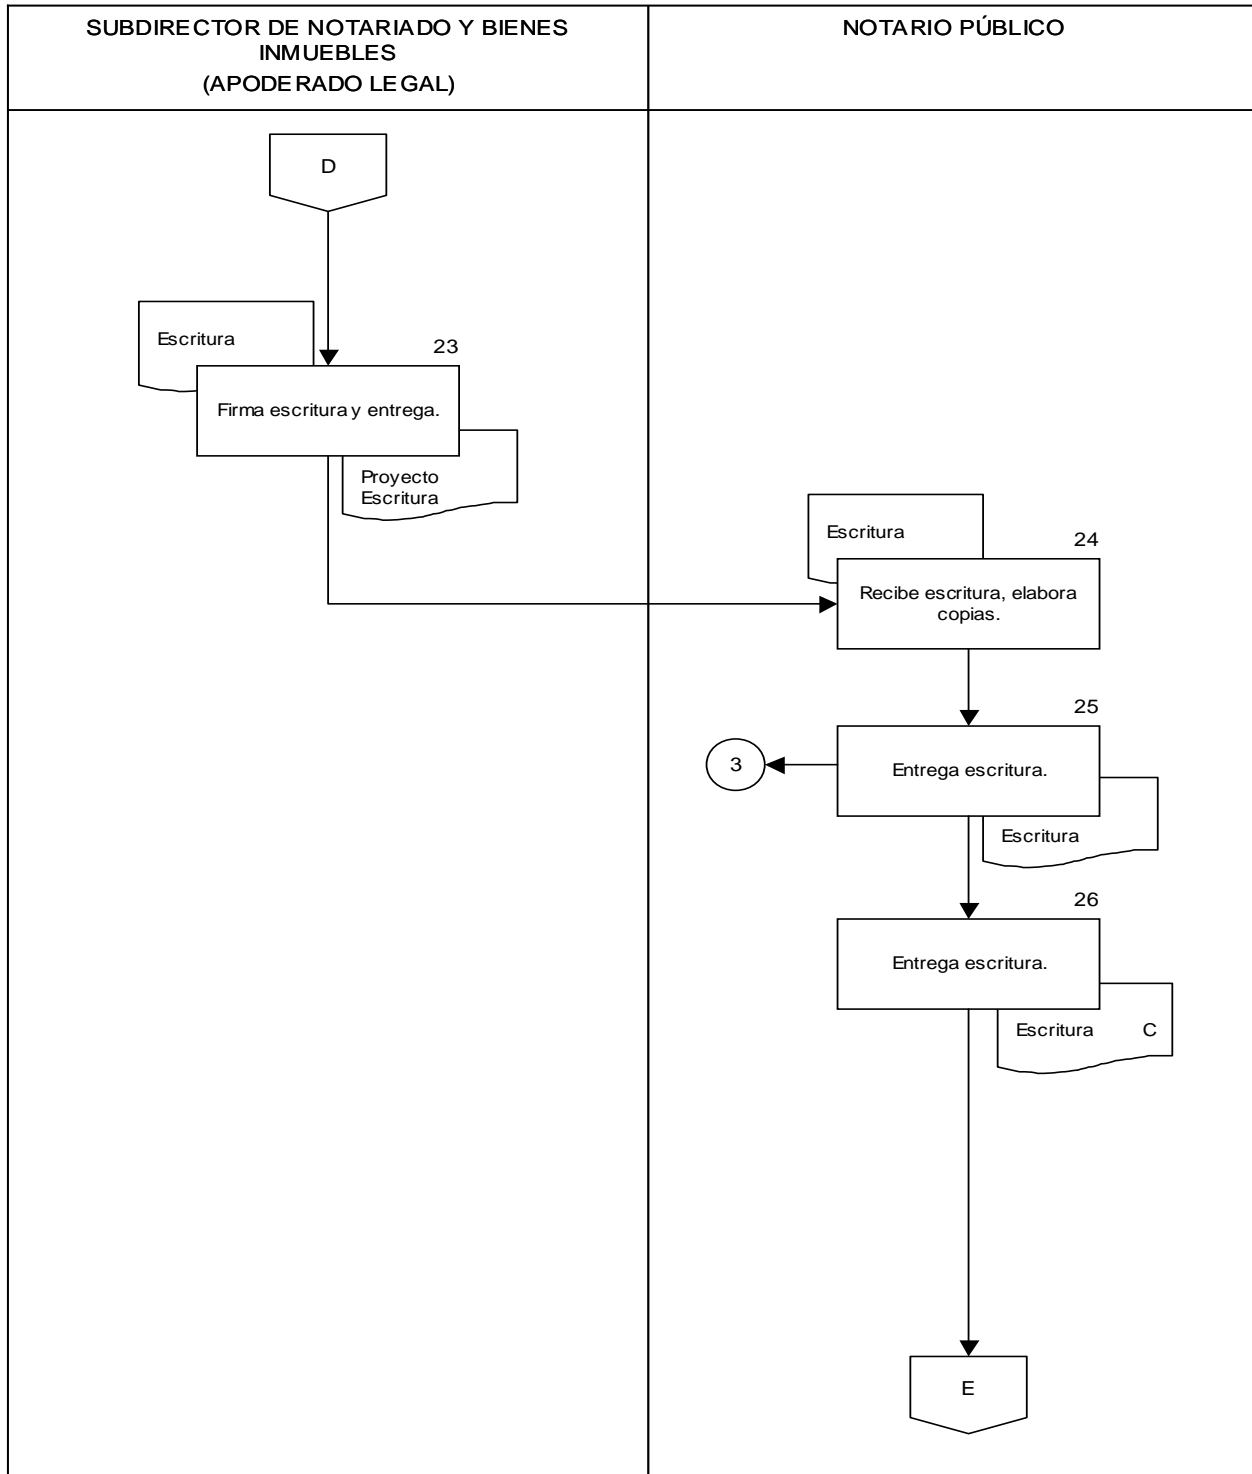 SUBDIRECTOR DE NOTARIADO Y BIENES
INMUEBLES
(APODERADO LEGAL)
NOTARIO PÚBLICO
D
Escritura
23
Firma escritura y entrega.
Proyecto
Escritura
Escritura
24
Recibe escritura, elabora
copias.
25
3
Entrega escritura.
Escritura
26
Entrega escritura.
Escritura C
E